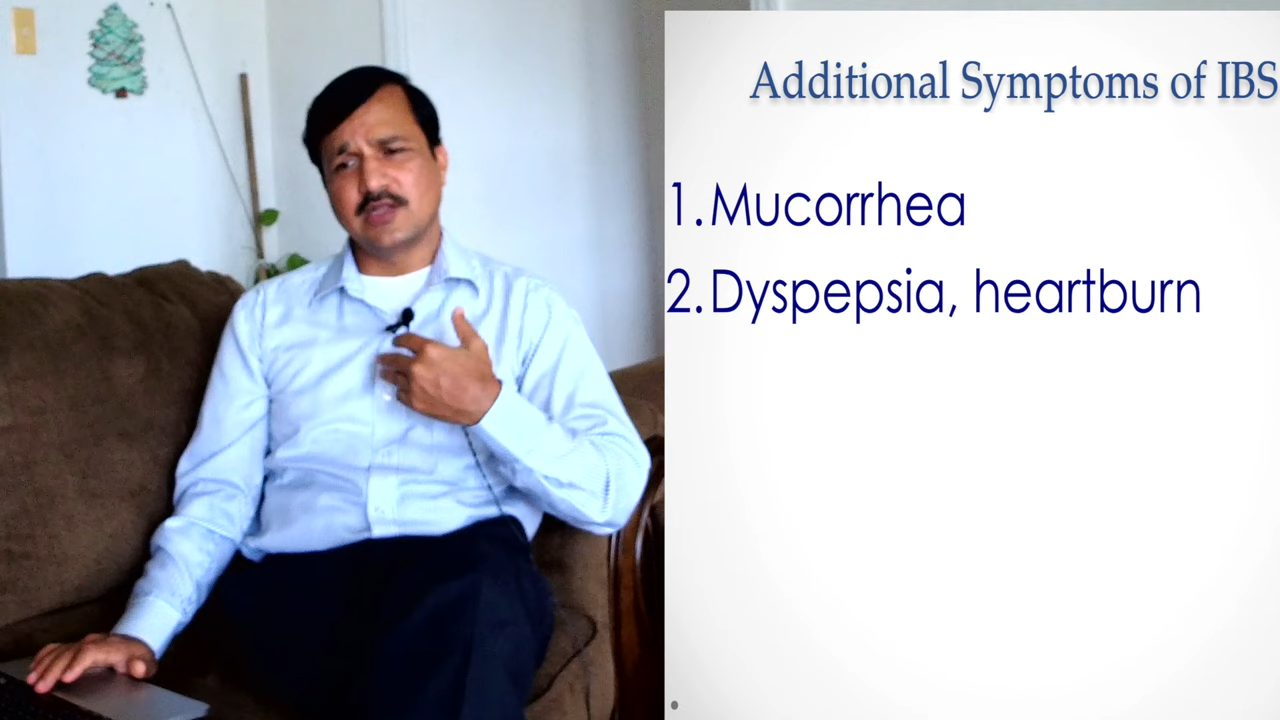 Additional Symptoms of IBS
1. Mucorrhea
2. Dyspepsia, heartburn